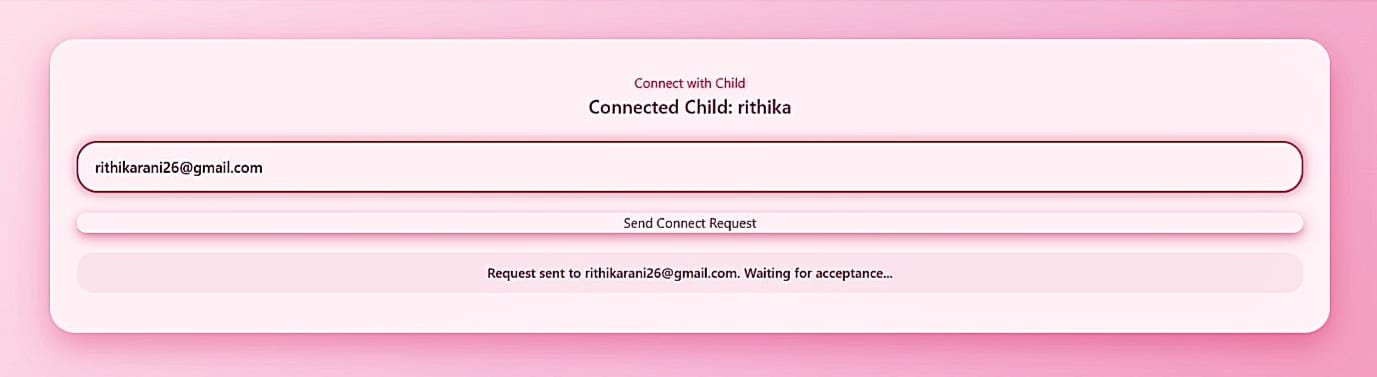 Connect with Child
Connected Child: rithika
rithikarani26@gmail.com
Send Connect Request
Request sent to rithikarani26@gmail.com. Waiting for acceptance...